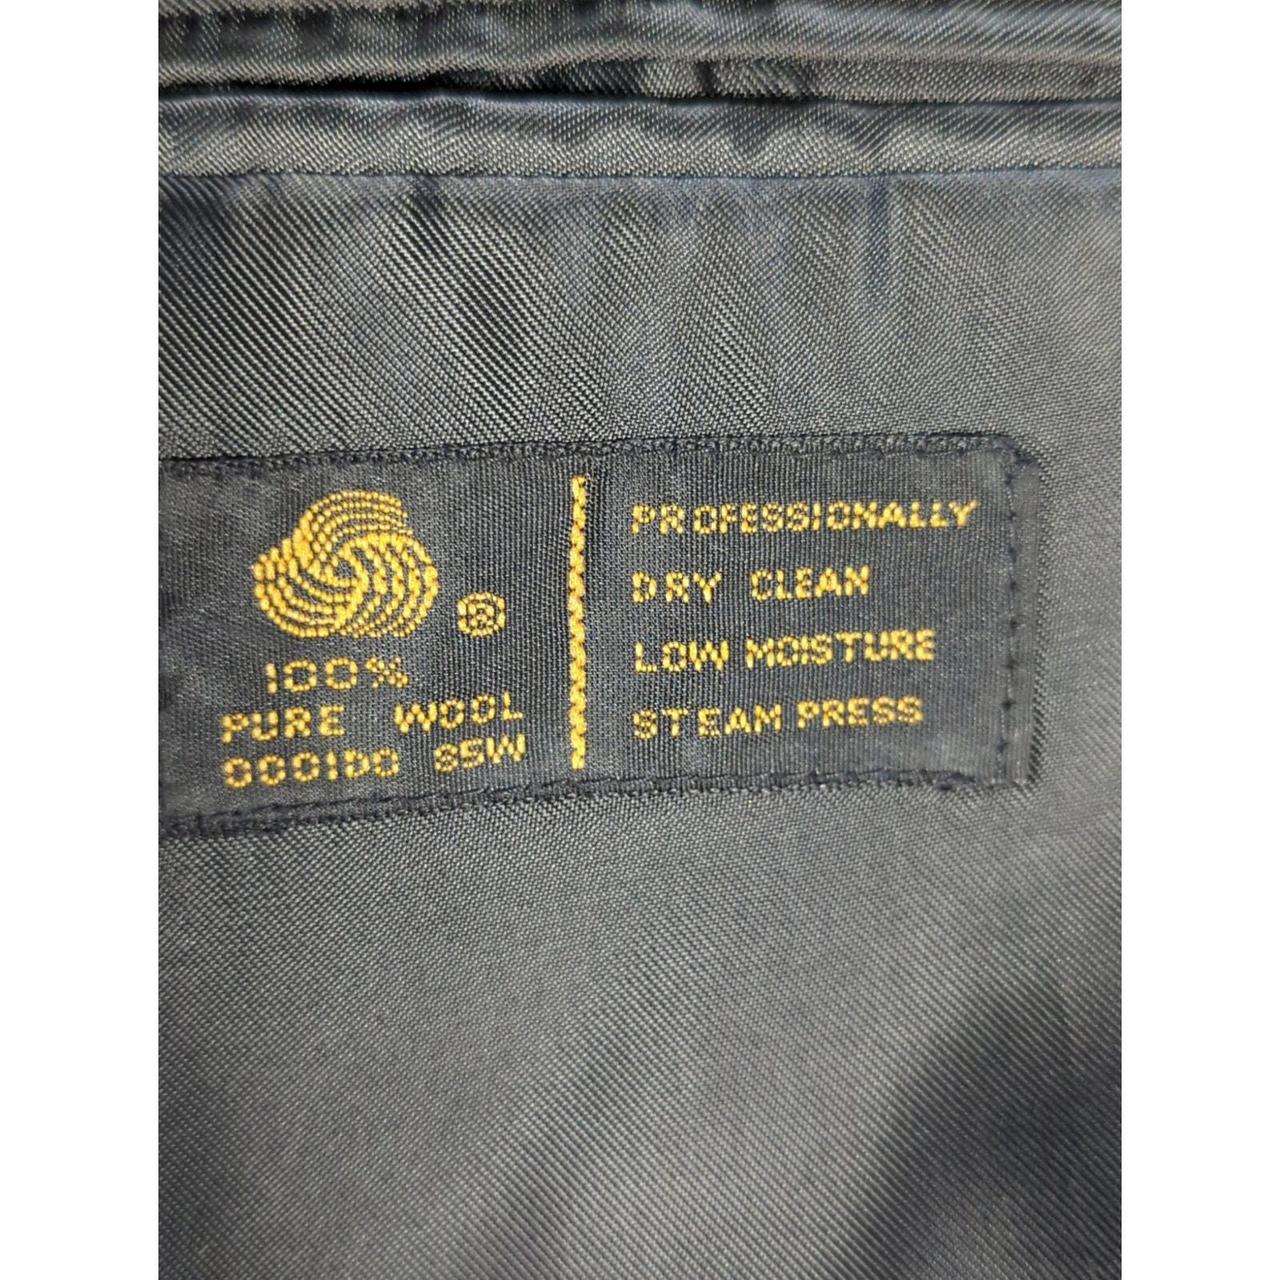 ®
100%
PURE WOOL
PROFESSIONALLY
DRY CLEAN
LOW MOISTURE
STEAM PRESS